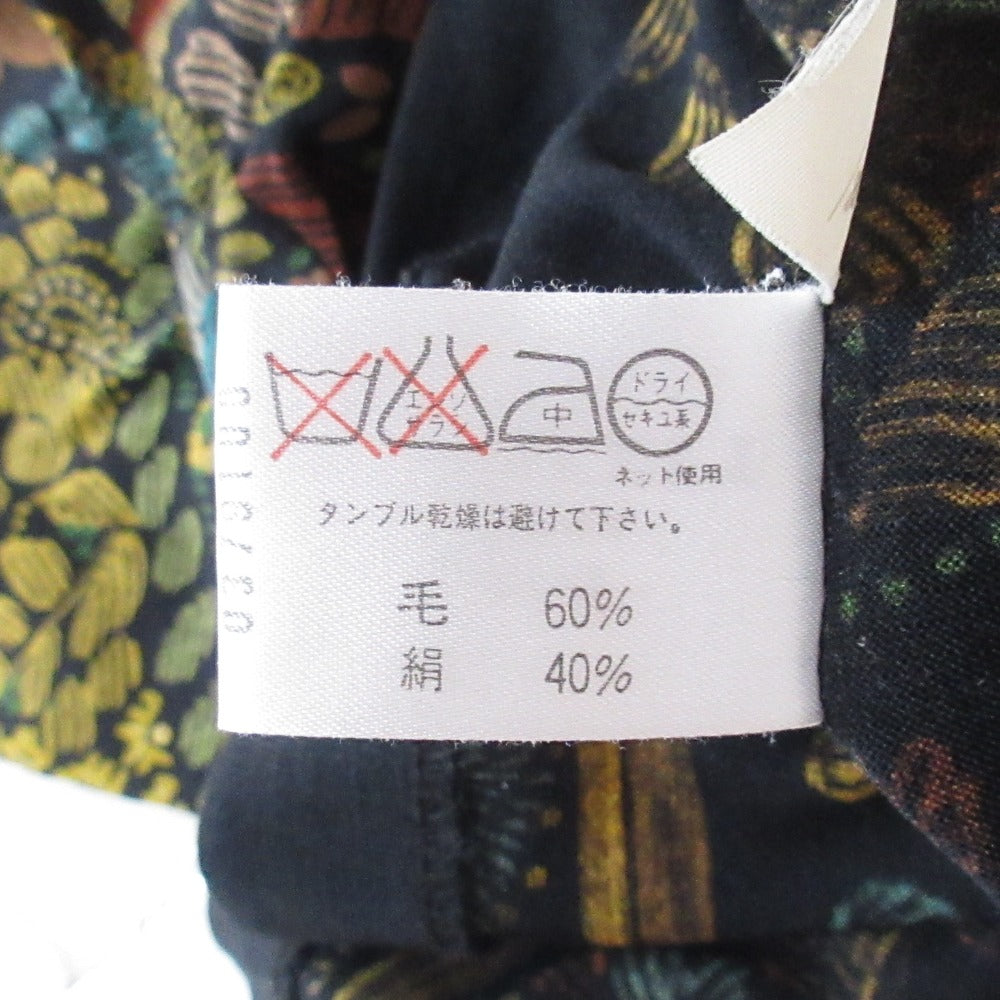 エンソ
サラシ
中
ドライ
セキユ系
ネット使用
タンブル乾燥は避けて下さい。
毛 60%
絹 40%